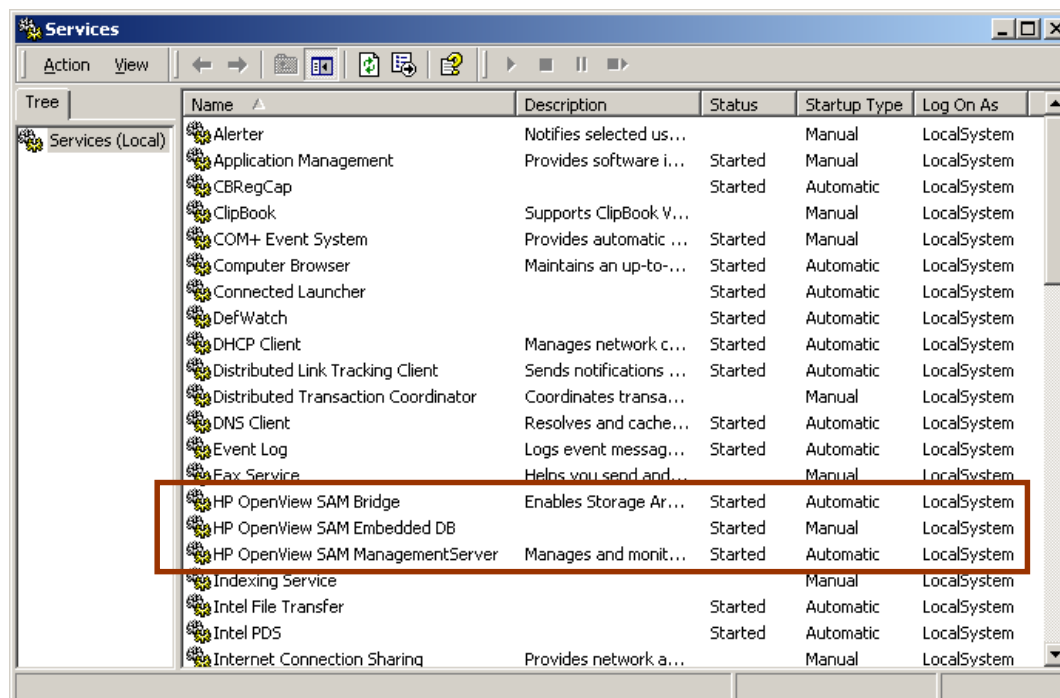 Services
Action View
Tree
Services (Local)
Name Description Status Startup Type Log On As
Alerter Notifies selected us... Manual LocalSystem
Application Management Provides software i... Started Manual LocalSystem
CBRegCap Started Automatic LocalSystem
ClipBook Supports ClipBook V... Manual LocalSystem
COM+ Event System Provides automatic ... Started Manual LocalSystem
Computer Browser Maintains an up-to-... Started Automatic LocalSystem
Connected Launcher Started Automatic LocalSystem
DefWatch Started Automatic LocalSystem
DHCP Client Manages network c... Started Automatic LocalSystem
Distributed Link Tracking Client Sends notifications ... Started Automatic LocalSystem
Distributed Transaction Coordinator Coordinates transa... Manual LocalSystem
DNS Client Resolves and cache... Started Automatic LocalSystem
Event Log Logs event messag... Started Automatic LocalSystem
Fax Service Helps you send and... Manual LocalSystem
HP OpenView SAM Bridge Enables Storage Ar... Started Automatic LocalSystem
HP OpenView SAM Embedded DB Started Manual LocalSystem
HP OpenView SAM ManagementServer Manages and monit... Started Automatic LocalSystem
Indexing Service Manual LocalSystem
Intel File Transfer Started Automatic LocalSystem
Intel PDS Started Automatic LocalSystem
Internet Connection Sharing Provides network a... Manual LocalSystem